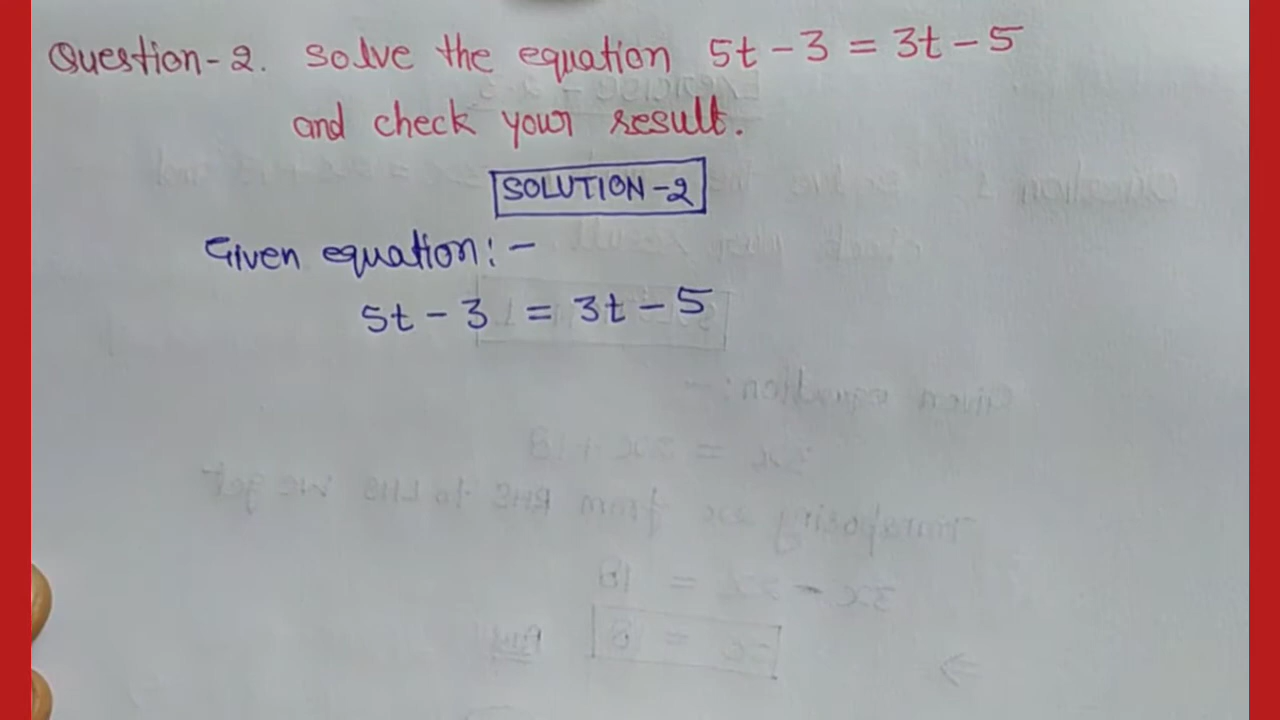 Question-2. Solve the equation 5t - 3 = 3t - 5
and check your result.
SOLUTION-2
Given equation:-
5t - 3 = 3t - 5